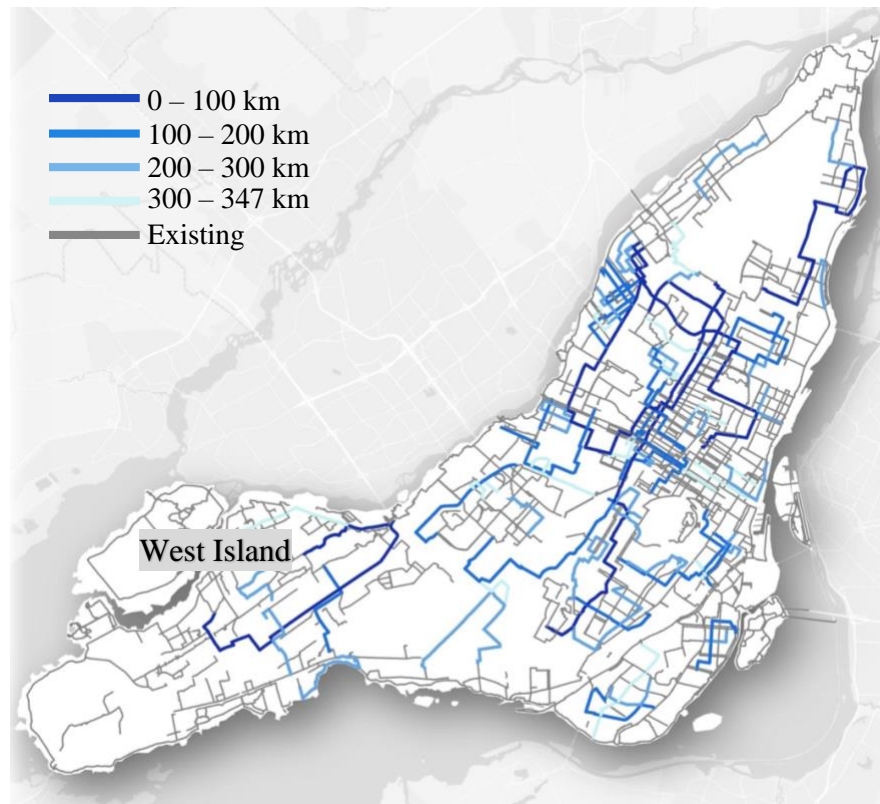 0 – 100 km
100 – 200 km
200 – 300 km
300 – 347 km
Existing
West Island